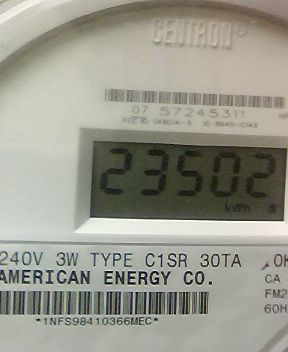 CENTRON®
07 57245311
23502
kWh
240V 3W TYPE C1SR 30TA
AMERICAN ENERGY CO.
CA
FM2
60H
*1NFS98410366MEC*